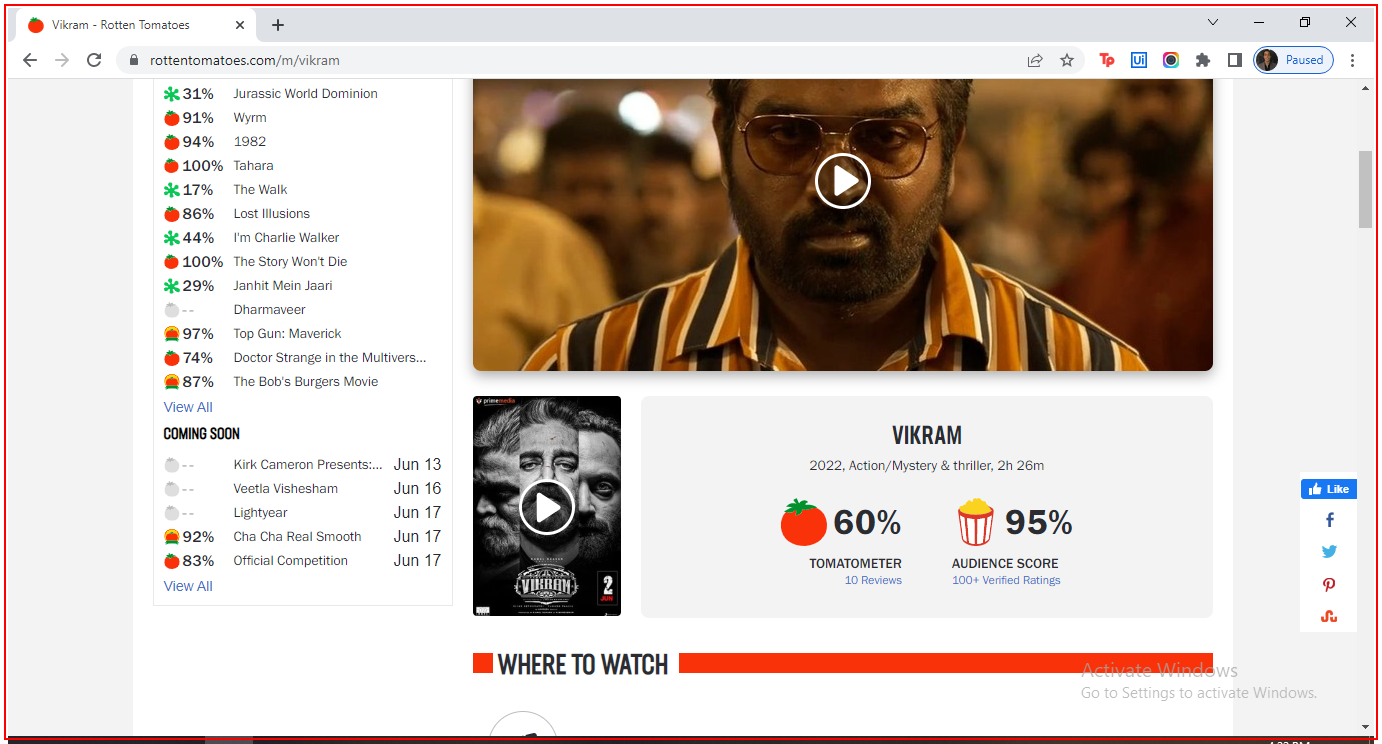 Vikram - Rotten Tomatoes
rottentomatoes.com/m/vikram
Tp
Ui
Paused
31% Jurassic World Dominion
91% Wyrm
94% 1982
100% Tahara
17% The Walk
86% Lost Illusions
44% I'm Charlie Walker
100% The Story Won't Die
29% Janhit Mein Jaari
-- Dharmaveer
97% Top Gun: Maverick
74% Doctor Strange in the Multivers...
87% The Bob's Burgers Movie
View All
COMING SOON
-- Kirk Cameron Presents:... Jun 13
-- Veetla Vishesham Jun 16
-- Lightyear Jun 17
92% Cha Cha Real Smooth Jun 17
83% Official Competition Jun 17
View All
primemedia
VIKRAM
2
JUN
VIKRAM
2022, Action/Mystery & thriller, 2h 26m
60% 95%
TOMATOMETER AUDIENCE SCORE
10 Reviews 100+ Verified Ratings
Like
WHERE TO WATCH
Activate Windows
Go to Settings to activate Windows.